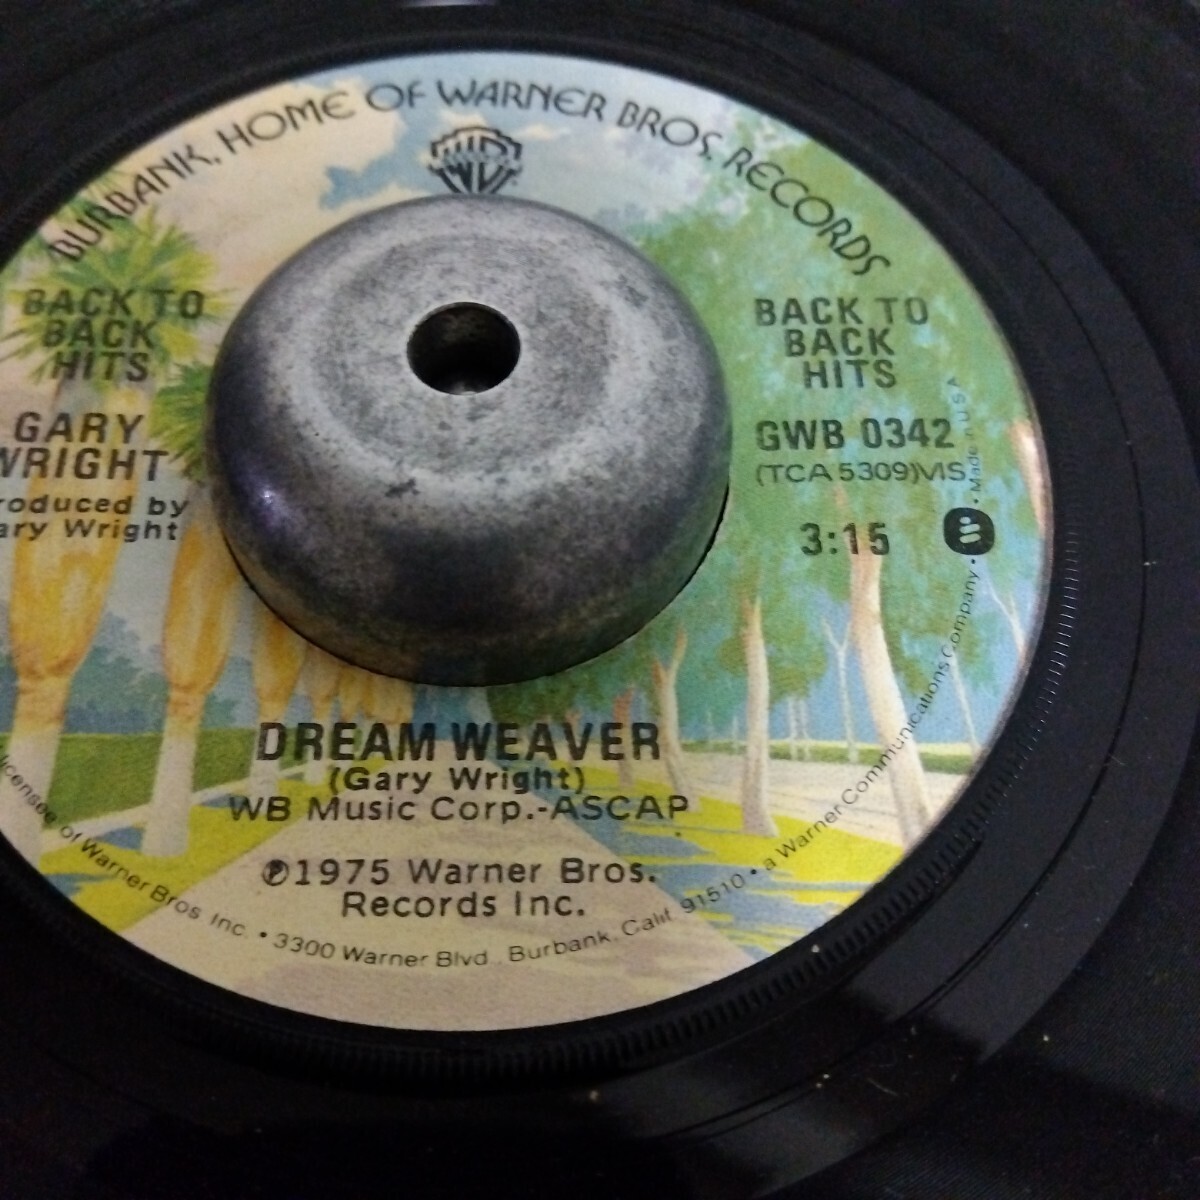 BURBANK, HOME OF WARNER BROS. RECORDS
BACK TO
BACK
HITS
GARY
WRIGHT
roduced by
ary Wright
BACK TO
BACK
HITS
GWB 0342
(TCA 5309)MS
3:15
DREAM WEAVER
(Gary Wright)
WB Music Corp.-ASCAP
℗1975 Warner Bros.
Records Inc.
licensee of Warner Bros Inc. • 3300 Warner Blvd., Burbank, Calif. 91510 • a Warner Communications Company • Made in U.S.A.